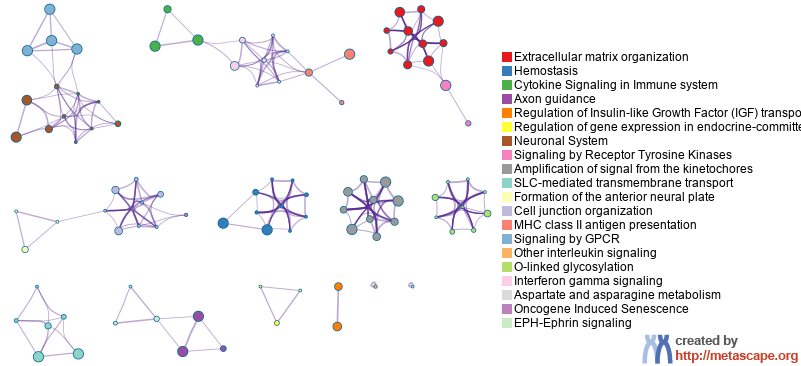 Extracellular matrix organization
Hemostasis
Cytokine Signaling in Immune system
Axon guidance
Regulation of Insulin-like Growth Factor (IGF) transpo
Regulation of gene expression in endocrine-committe
Neuronal System
Signaling by Receptor Tyrosine Kinases
Amplification of signal from the kinetochores
SLC-mediated transmembrane transport
Formation of the anterior neural plate
Cell junction organization
MHC class II antigen presentation
Signaling by GPCR
Other interleukin signaling
O-linked glycosylation
Interferon gamma signaling
Aspartate and asparagine metabolism
Oncogene Induced Senescence
EPH-Ephrin signaling
created by
http://metascape.org